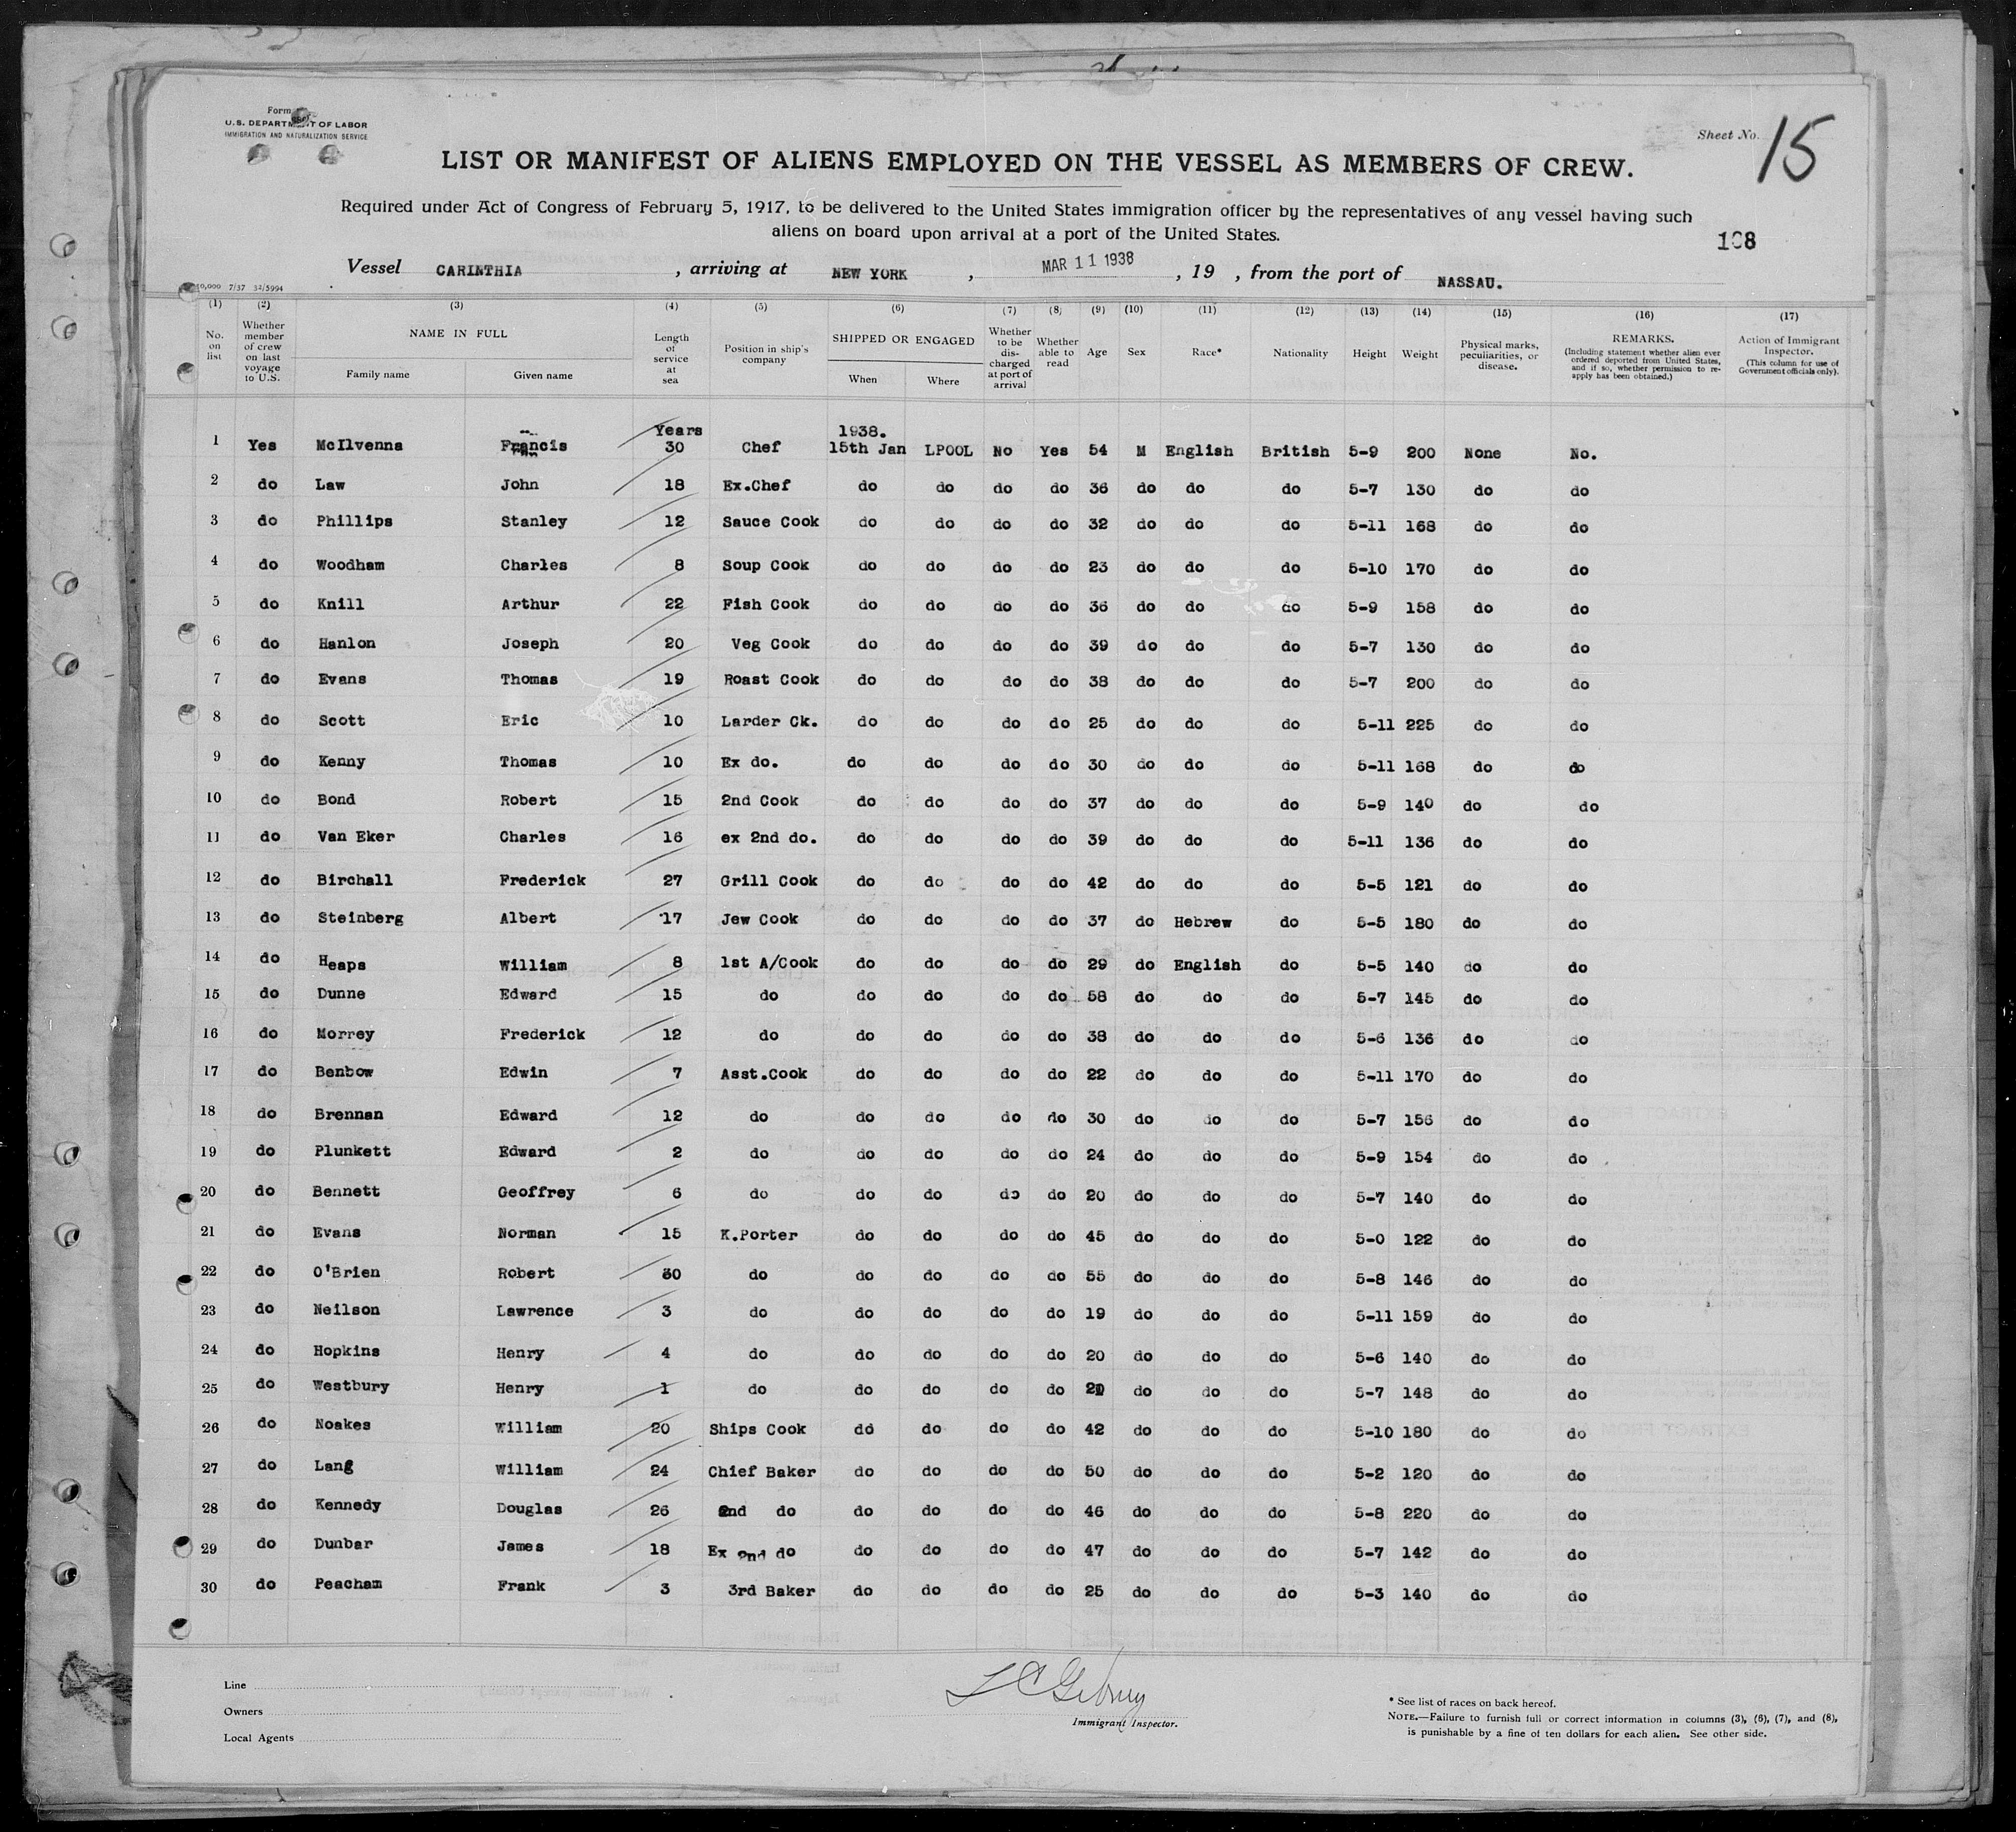 Form
U.S. DEPARTMENT OF LABOR
IMMIGRATION AND NATURALIZATION SERVICE
Sheet No. 15
LIST OR MANIFEST OF ALIENS EMPLOYED ON THE VESSEL AS MEMBERS OF CREW.
Required under Act of Congress of February 5, 1917, to be delivered to the United States immigration officer by the representatives of any vessel having such
aliens on board upon arrival at a port of the United States.
108
Vessel CARINTHIA , arriving at NEW YORK , MAR 11 1938 , 19 , from the port of NASSAU.
10,000 7/37 32/5994
(1) (2) (3) (4) (5) (6) (7) (8) (9) (10) (11) (12) (13) (14) (15) (16) (17)
No. on list
Whether member of crew on last voyage to U.S.
NAME IN FULL
Family name Given name
Length of service at sea
Position in ship's company
SHIPPED OR ENGAGED
When Where
Whether to be discharged at port of arrival
Whether able to read
Age Sex Race* Nationality Height Weight
Physical marks, peculiarities, or disease.
REMARKS.
(Including statement whether alien ever ordered deported from United States, and if so, whether permission to re-apply has been obtained.)
Action of Immigrant Inspector.
(This column for use of Government officials only).
Years 1938.
1 Yes McIlvenna Francis 30 Chef 15th Jan LPOOL No Yes 54 M English British 5-9 200 None No.
2 do Law John 18 Ex.Chef do do do do 36 do do do 5-7 130 do do
3 do Phillips Stanley 12 Sauce Cook do do do do 32 do do do 5-11 168 do do
4 do Woodham Charles 8 Soup Cook do do do do 23 do do do 5-10 170 do do
5 do Knill Arthur 22 Fish Cook do do do do 36 do do do 5-9 158 do do
6 do Hanlon Joseph 20 Veg Cook do do do do 39 do do do 5-7 130 do do
7 do Evans Thomas 19 Roast Cook do do do do 38 do do do 5-7 200 do do
8 do Scott Eric 10 Larder Ck. do do do do 25 do do do 5-11 225 do do
9 do Kenny Thomas 10 Ex do. do do do do 30 do do do 5-11 168 do do
10 do Bond Robert 15 2nd Cook do do do do 37 do do do 5-9 140 do do
11 do Van Eker Charles 16 ex 2nd do. do do do do 39 do do do 5-11 136 do do
12 do Birchall Frederick 27 Grill Cook do do do do 42 do do do 5-5 121 do do
13 do Steinberg Albert 17 Jew Cook do do do do 37 do Hebrew do 5-5 180 do do
14 do Heaps William 8 1st A/Cook do do do do 29 do English do 5-5 140 do do
15 do Dunne Edward 15 do do do do do 58 do do do 5-7 145 do do
16 do Morrey Frederick 12 do do do do do 38 do do do 5-6 136 do do
17 do Benbow Edwin 7 Asst.Cook do do do do 22 do do do 5-11 170 do do
18 do Brennan Edward 12 do do do do do 30 do do do 5-7 156 do do
19 do Plunkett Edward 2 do do do do do 24 do do do 5-9 154 do do
20 do Bennett Geoffrey 6 do do do do do 20 do do do 5-7 140 do do
21 do Evans Norman 15 K.Porter do do do do 45 do do do 5-0 122 do do
22 do O'Brien Robert 30 do do do do do 55 do do do 5-8 146 do do
23 do Neilson Lawrence 3 do do do do do 19 do do do 5-11 159 do do
24 do Hopkins Henry 4 do do do do do 20 do do do 5-6 140 do do
25 do Westbury Henry 1 do do do do do do do do 5-7 148 do do
26 do Noakes William 20 Ships Cook do do do do 42 do do do 5-10 180 do do
27 do Lang William 24 Chief Baker do do do do 50 do do do 5-2 120 do do
28 do Kennedy Douglas 26 2nd do do do do do 46 do do do 5-8 220 do do
29 do Dunbar James 18 Ex 2nd do do do do do 47 do do do 5-7 142 do do
30 do Peacham Frank 3 3rd Baker do do do do 25 do do do 5-3 140 do do
Line
Owners
Local Agents
Immigrant Inspector.
* See list of races on back hereof.
NOTE.—Failure to furnish full or correct information in columns (3), (6), (7), and (8),
is punishable by a fine of ten dollars for each alien. See other side.